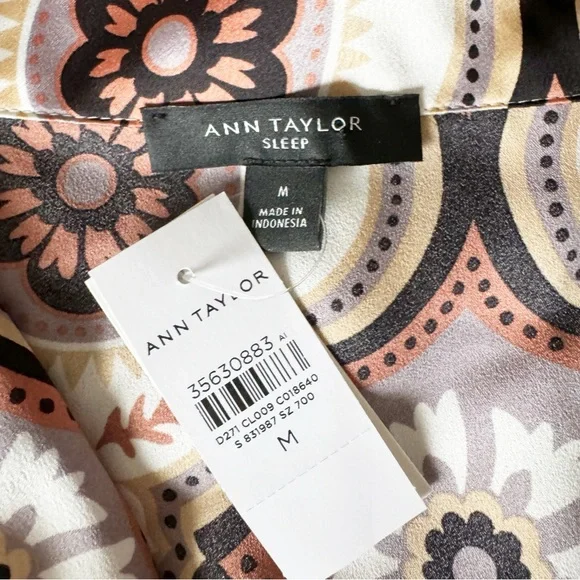 ANN TAYLOR
SLEEP
M
MADE IN
INDONESIA
ANN TAYLOR
35630883 AI
D271 CL009 C018640
S 831987 SZ 700
M